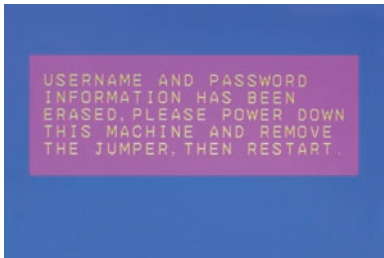 USERNAME AND PASSWORD
INFORMATION HAS BEEN
ERASED. PLEASE POWER DOWN
THIS MACHINE AND REMOVE
THE JUMPER, THEN RESTART.